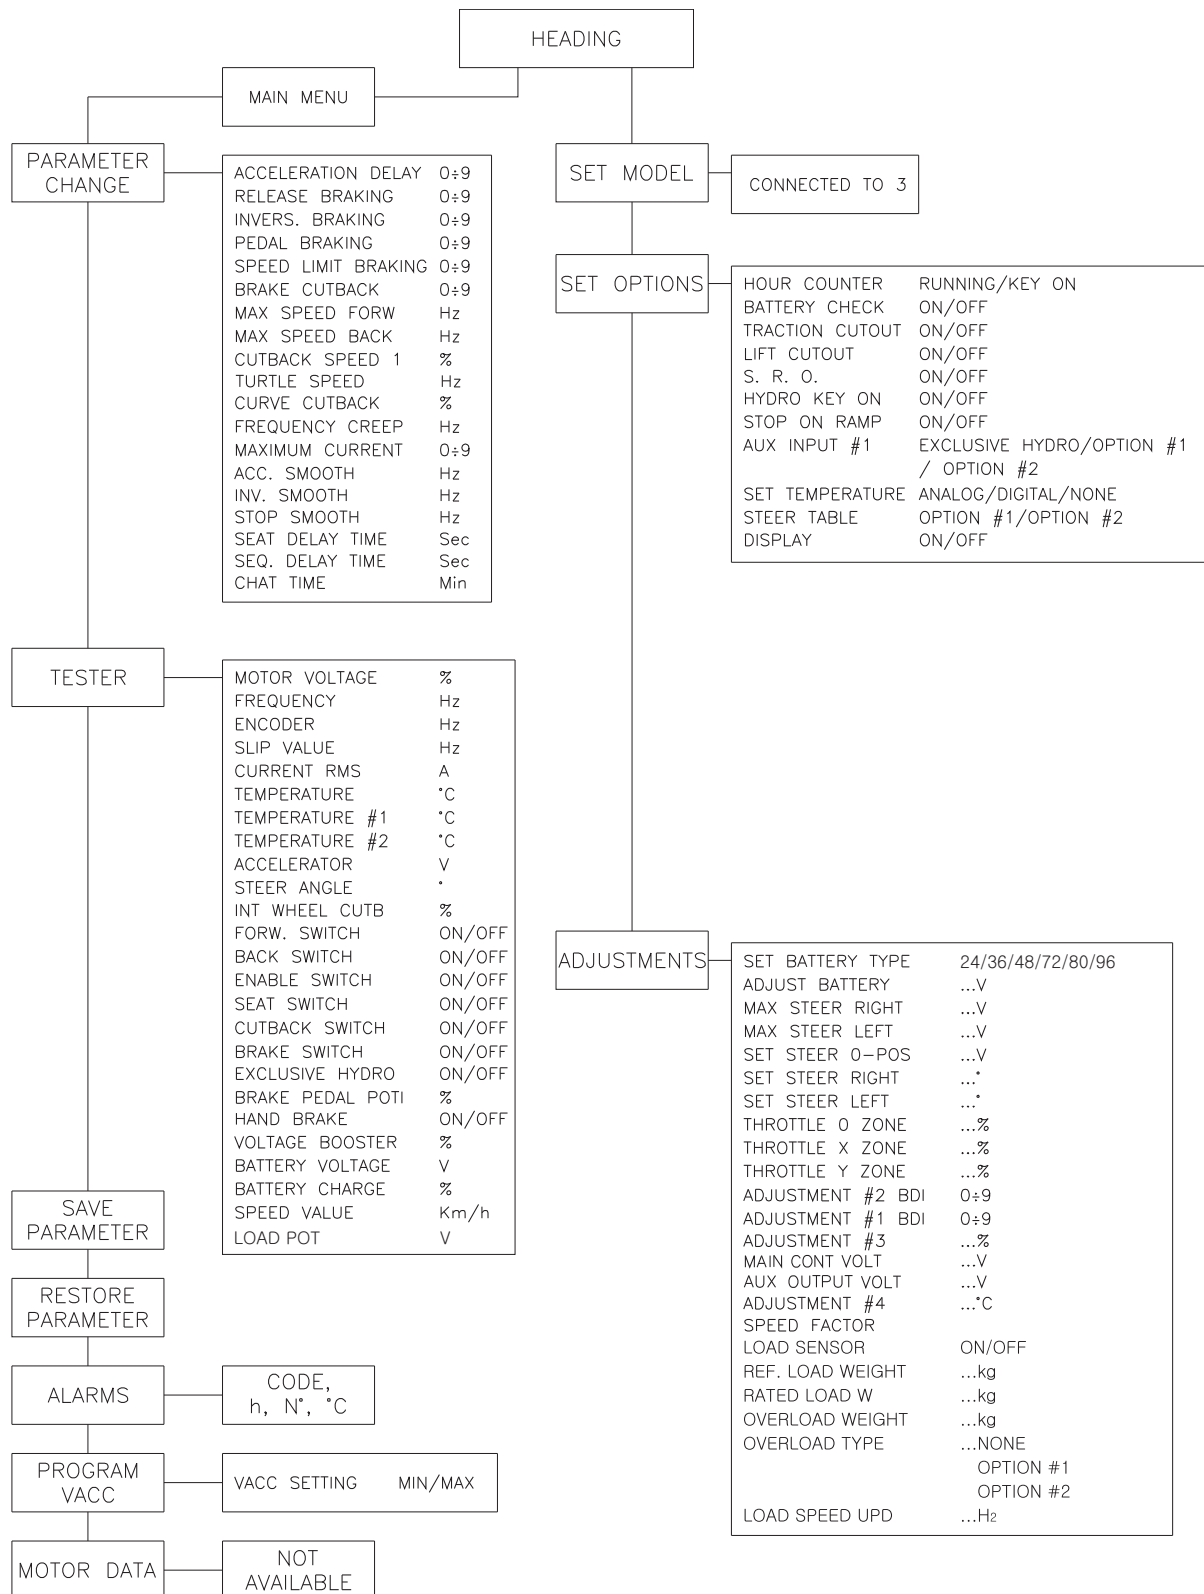 HEADING
MAIN MENU
PARAMETER
CHANGE
ACCELERATION DELAY 0÷9
RELEASE BRAKING 0÷9
INVERS. BRAKING 0÷9
PEDAL BRAKING 0÷9
SPEED LIMIT BRAKING 0÷9
BRAKE CUTBACK 0÷9
MAX SPEED FORW Hz
MAX SPEED BACK Hz
CUTBACK SPEED 1 %
TURTLE SPEED Hz
CURVE CUTBACK %
FREQUENCY CREEP Hz
MAXIMUM CURRENT 0÷9
ACC. SMOOTH Hz
INV. SMOOTH Hz
STOP SMOOTH Hz
SEAT DELAY TIME Sec
SEQ. DELAY TIME Sec
CHAT TIME Min
SET MODEL
CONNECTED TO 3
SET OPTIONS
HOUR COUNTER RUNNING/KEY ON
BATTERY CHECK ON/OFF
TRACTION CUTOUT ON/OFF
LIFT CUTOUT ON/OFF
S. R. O. ON/OFF
HYDRO KEY ON ON/OFF
STOP ON RAMP ON/OFF
AUX INPUT #1 EXCLUSIVE HYDRO/OPTION #1
/ OPTION #2
SET TEMPERATURE ANALOG/DIGITAL/NONE
STEER TABLE OPTION #1/OPTION #2
DISPLAY ON/OFF
TESTER
MOTOR VOLTAGE %
FREQUENCY Hz
ENCODER Hz
SLIP VALUE Hz
CURRENT RMS A
TEMPERATURE °C
TEMPERATURE #1 °C
TEMPERATURE #2 °C
ACCELERATOR V
STEER ANGLE °
INT WHEEL CUTB %
FORW. SWITCH ON/OFF
BACK SWITCH ON/OFF
ENABLE SWITCH ON/OFF
SEAT SWITCH ON/OFF
CUTBACK SWITCH ON/OFF
BRAKE SWITCH ON/OFF
EXCLUSIVE HYDRO ON/OFF
BRAKE PEDAL POTI %
HAND BRAKE ON/OFF
VOLTAGE BOOSTER %
BATTERY VOLTAGE V
BATTERY CHARGE %
SPEED VALUE Km/h
LOAD POT V
ADJUSTMENTS
SET BATTERY TYPE 24/36/48/72/80/96
ADJUST BATTERY ...V
MAX STEER RIGHT ...V
MAX STEER LEFT ...V
SET STEER 0-POS ...V
SET STEER RIGHT ...°
SET STEER LEFT ...°
THROTTLE 0 ZONE ...%
THROTTLE X ZONE ...%
THROTTLE Y ZONE ...%
ADJUSTMENT #2 BDI 0÷9
ADJUSTMENT #1 BDI 0÷9
ADJUSTMENT #3 ...%
MAIN CONT VOLT ...V
AUX OUTPUT VOLT ...V
ADJUSTMENT #4 ...°C
SPEED FACTOR
LOAD SENSOR ON/OFF
REF. LOAD WEIGHT ...kg
RATED LOAD W ...kg
OVERLOAD WEIGHT ...kg
OVERLOAD TYPE ...NONE
OPTION #1
OPTION #2
LOAD SPEED UPD ...H2
SAVE
PARAMETER
RESTORE
PARAMETER
ALARMS
CODE,
h, N°, °C
PROGRAM
VACC
VACC SETTING MIN/MAX
MOTOR DATA
NOT
AVAILABLE